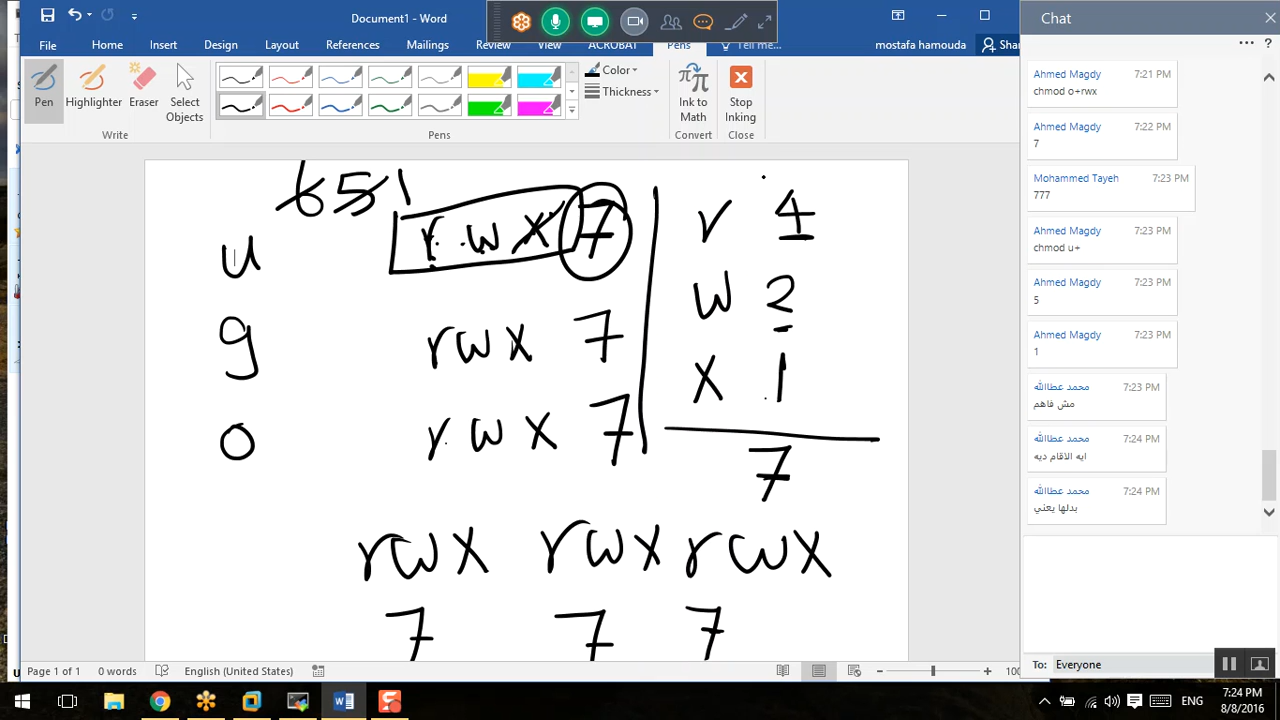 Document1 - Word
Chat
File Home Insert Design Layout References Mailings Review View ACROBAT Pens Tell me... mostafa hamouda Shar
Pen Highlighter Eraser Select Objects
Color
Thickness
Ink to Math
Stop Inking
Write Pens Convert Close
651
u r w x 7 r 4
w 2
g rwx 7
x 1
o rwx 7
7
rwx rwx rwx
7 7 7
Ahmed Magdy 7:21 PM
chmod o+rwx
Ahmed Magdy 7:22 PM
7
Mohammed Tayeh 7:23 PM
777
Ahmed Magdy 7:23 PM
chmod u+
Ahmed Magdy 7:23 PM
5
Ahmed Magdy 7:23 PM
1
محمد عطاالله 7:23 PM
مش فاهم
محمد عطاالله 7:24 PM
ايه الاقام ديه
محمد عطاالله 7:24 PM
بدلها يعني
To: Everyone
Page 1 of 1 0 words English (United States) 100
ENG 7:24 PM
8/8/2016